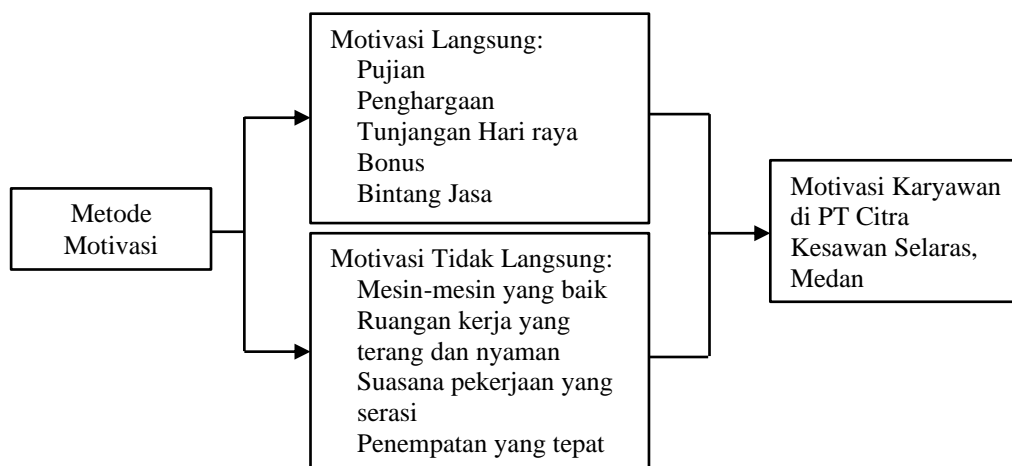 Metode
Motivasi
Motivasi Langsung:
Pujian
Penghargaan
Tunjangan Hari raya
Bonus
Bintang Jasa
Motivasi Tidak Langsung:
Mesin-mesin yang baik
Ruangan kerja yang
terang dan nyaman
Suasana pekerjaan yang
serasi
Penempatan yang tepat
Motivasi Karyawan
di PT Citra
Kesawan Selaras,
Medan